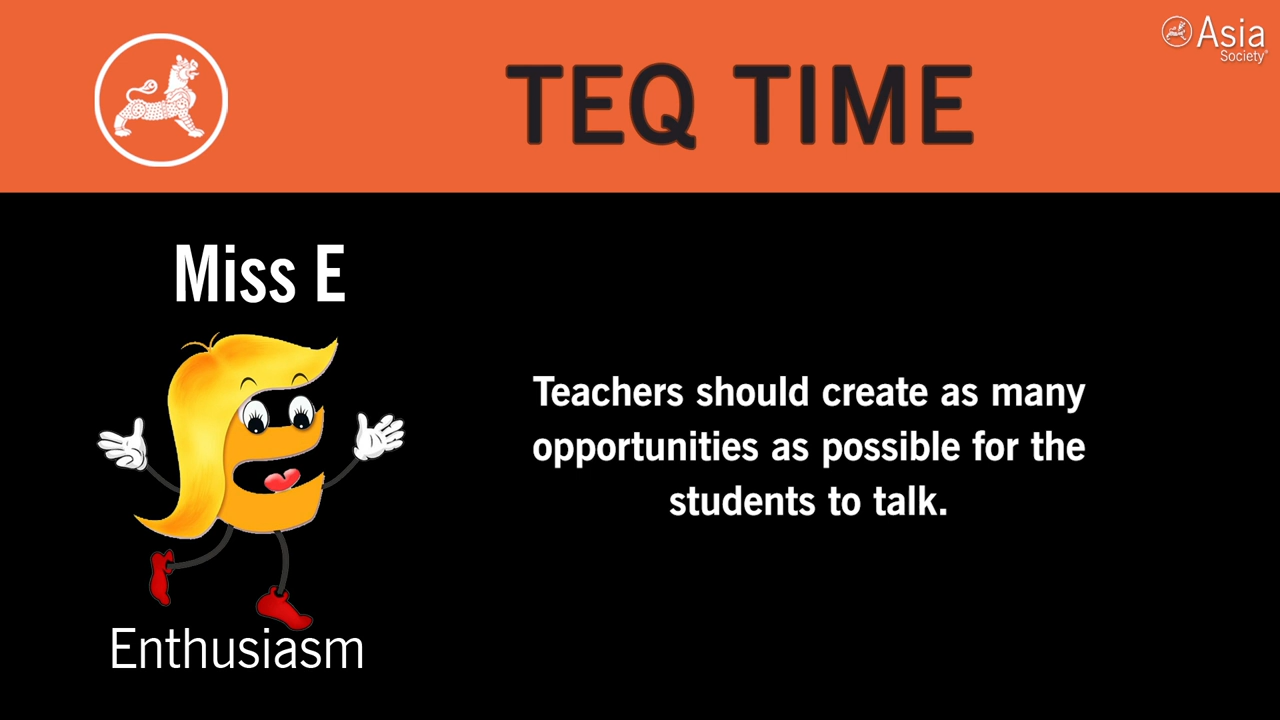 TEQ TIME
Asia
Society®
Miss E
Teachers should create as many
opportunities as possible for the
students to talk.
Enthusiasm